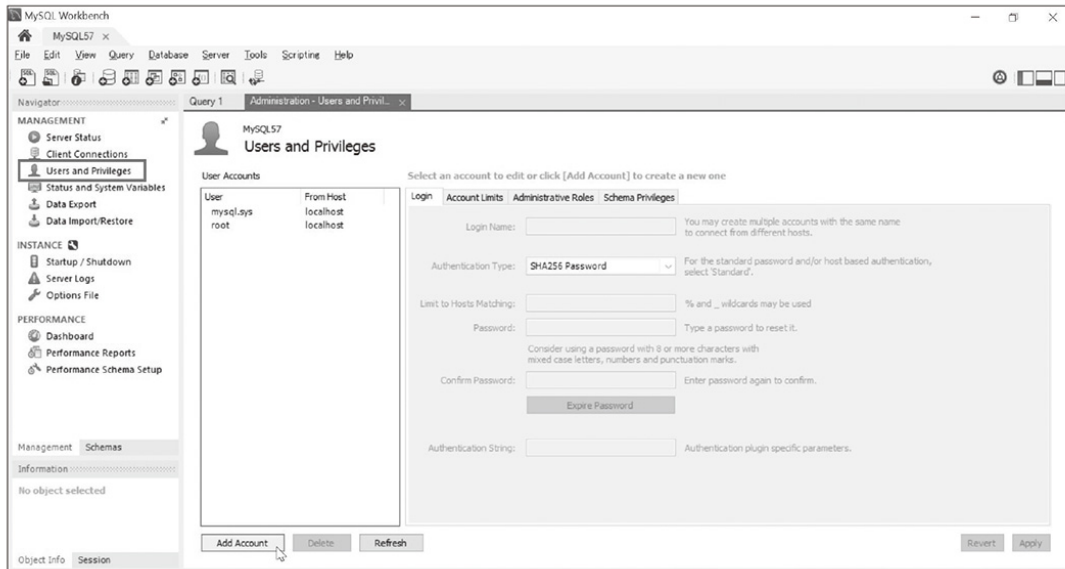 MySQL Workbench
MySQL57 ×
File Edit View Query Database Server Tools Scripting Help
Navigator
MANAGEMENT
Server Status
Client Connections
Users and Privileges
Status and System Variables
Data Export
Data Import/Restore
INSTANCE
Startup / Shutdown
Server Logs
Options File
PERFORMANCE
Dashboard
Performance Reports
Performance Schema Setup
Management Schemas
Information
No object selected
Object Info Session
Query 1 Administration - Users and Privil... ×
MySQL57
Users and Privileges
User Accounts
User From Host
mysql.sys localhost
root localhost
Add Account Delete Refresh
Select an account to edit or click [Add Account] to create a new one
Login Account Limits Administrative Roles Schema Privileges
Login Name: You may create multiple accounts with the same name
to connect from different hosts.
Authentication Type: SHA256 Password For the standard password and/or host based authentication,
select 'Standard'.
Limit to Hosts Matching: % and _ wildcards may be used
Password: Type a password to reset it.
Consider using a password with 8 or more characters with
mixed case letters, numbers and punctuation marks.
Confirm Password: Enter password again to confirm.
Expire Password
Authentication String: Authentication plugin specific parameters.
Revert Apply